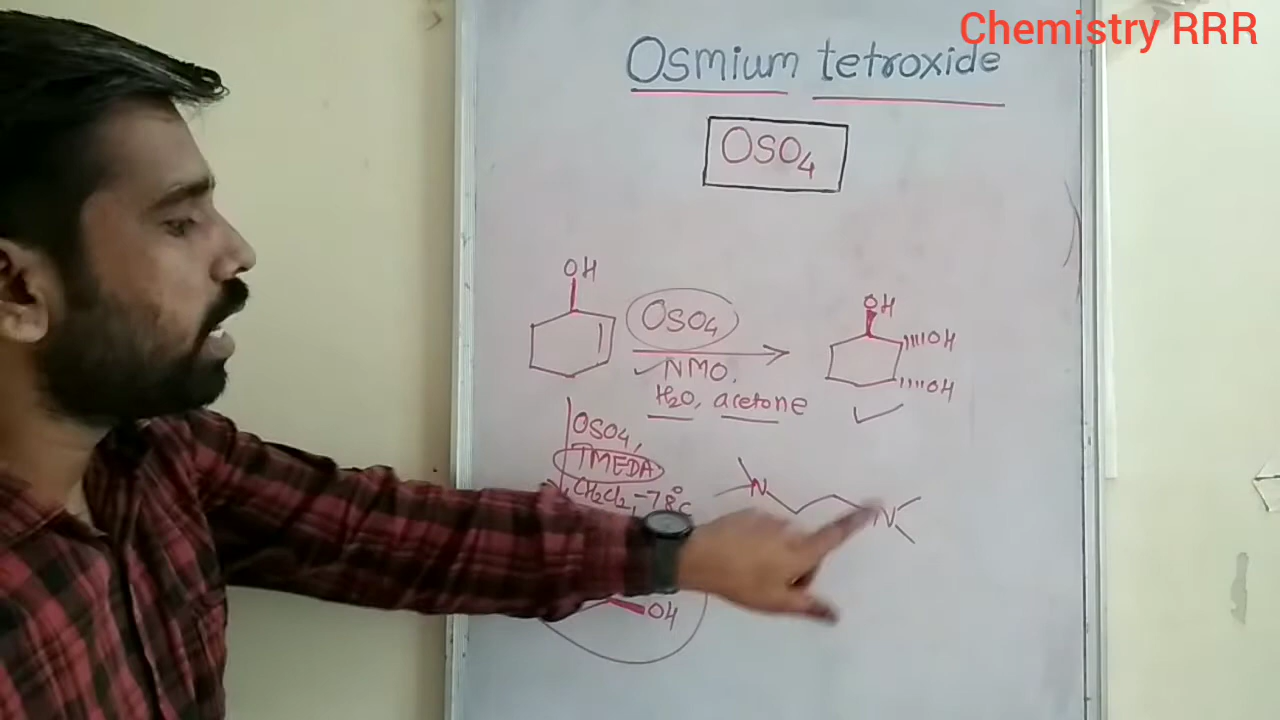 Chemistry RRR
Osmium tetroxide
OSO4
OH
OSO4
NMO,
H2O, acetone
OH
OH
OH
OSO4,
TMEDA
CH2Cl2, -78°C
N
N
OH